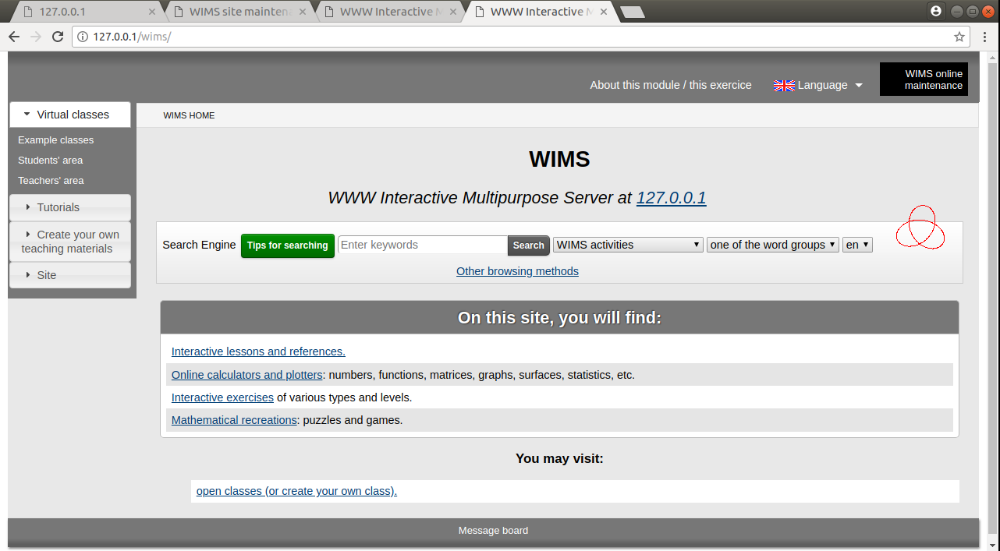 127.0.0.1
WIMS site maintena
WWW Interactive M
WWW Interactive M
127.0.0.1/wims/
About this module / this exercice
Language
WIMS online
maintenance
Virtual classes
Example classes
Students' area
Teachers' area
Tutorials
Create your own
teaching materials
Site
WIMS HOME
WIMS
WWW Interactive Multipurpose Server at 127.0.0.1
Search Engine Tips for searching Enter keywords Search WIMS activities one of the word groups en
Other browsing methods
On this site, you will find:
Interactive lessons and references.
Online calculators and plotters: numbers, functions, matrices, graphs, surfaces, statistics, etc.
Interactive exercises of various types and levels.
Mathematical recreations: puzzles and games.
You may visit:
open classes (or create your own class).
Message board